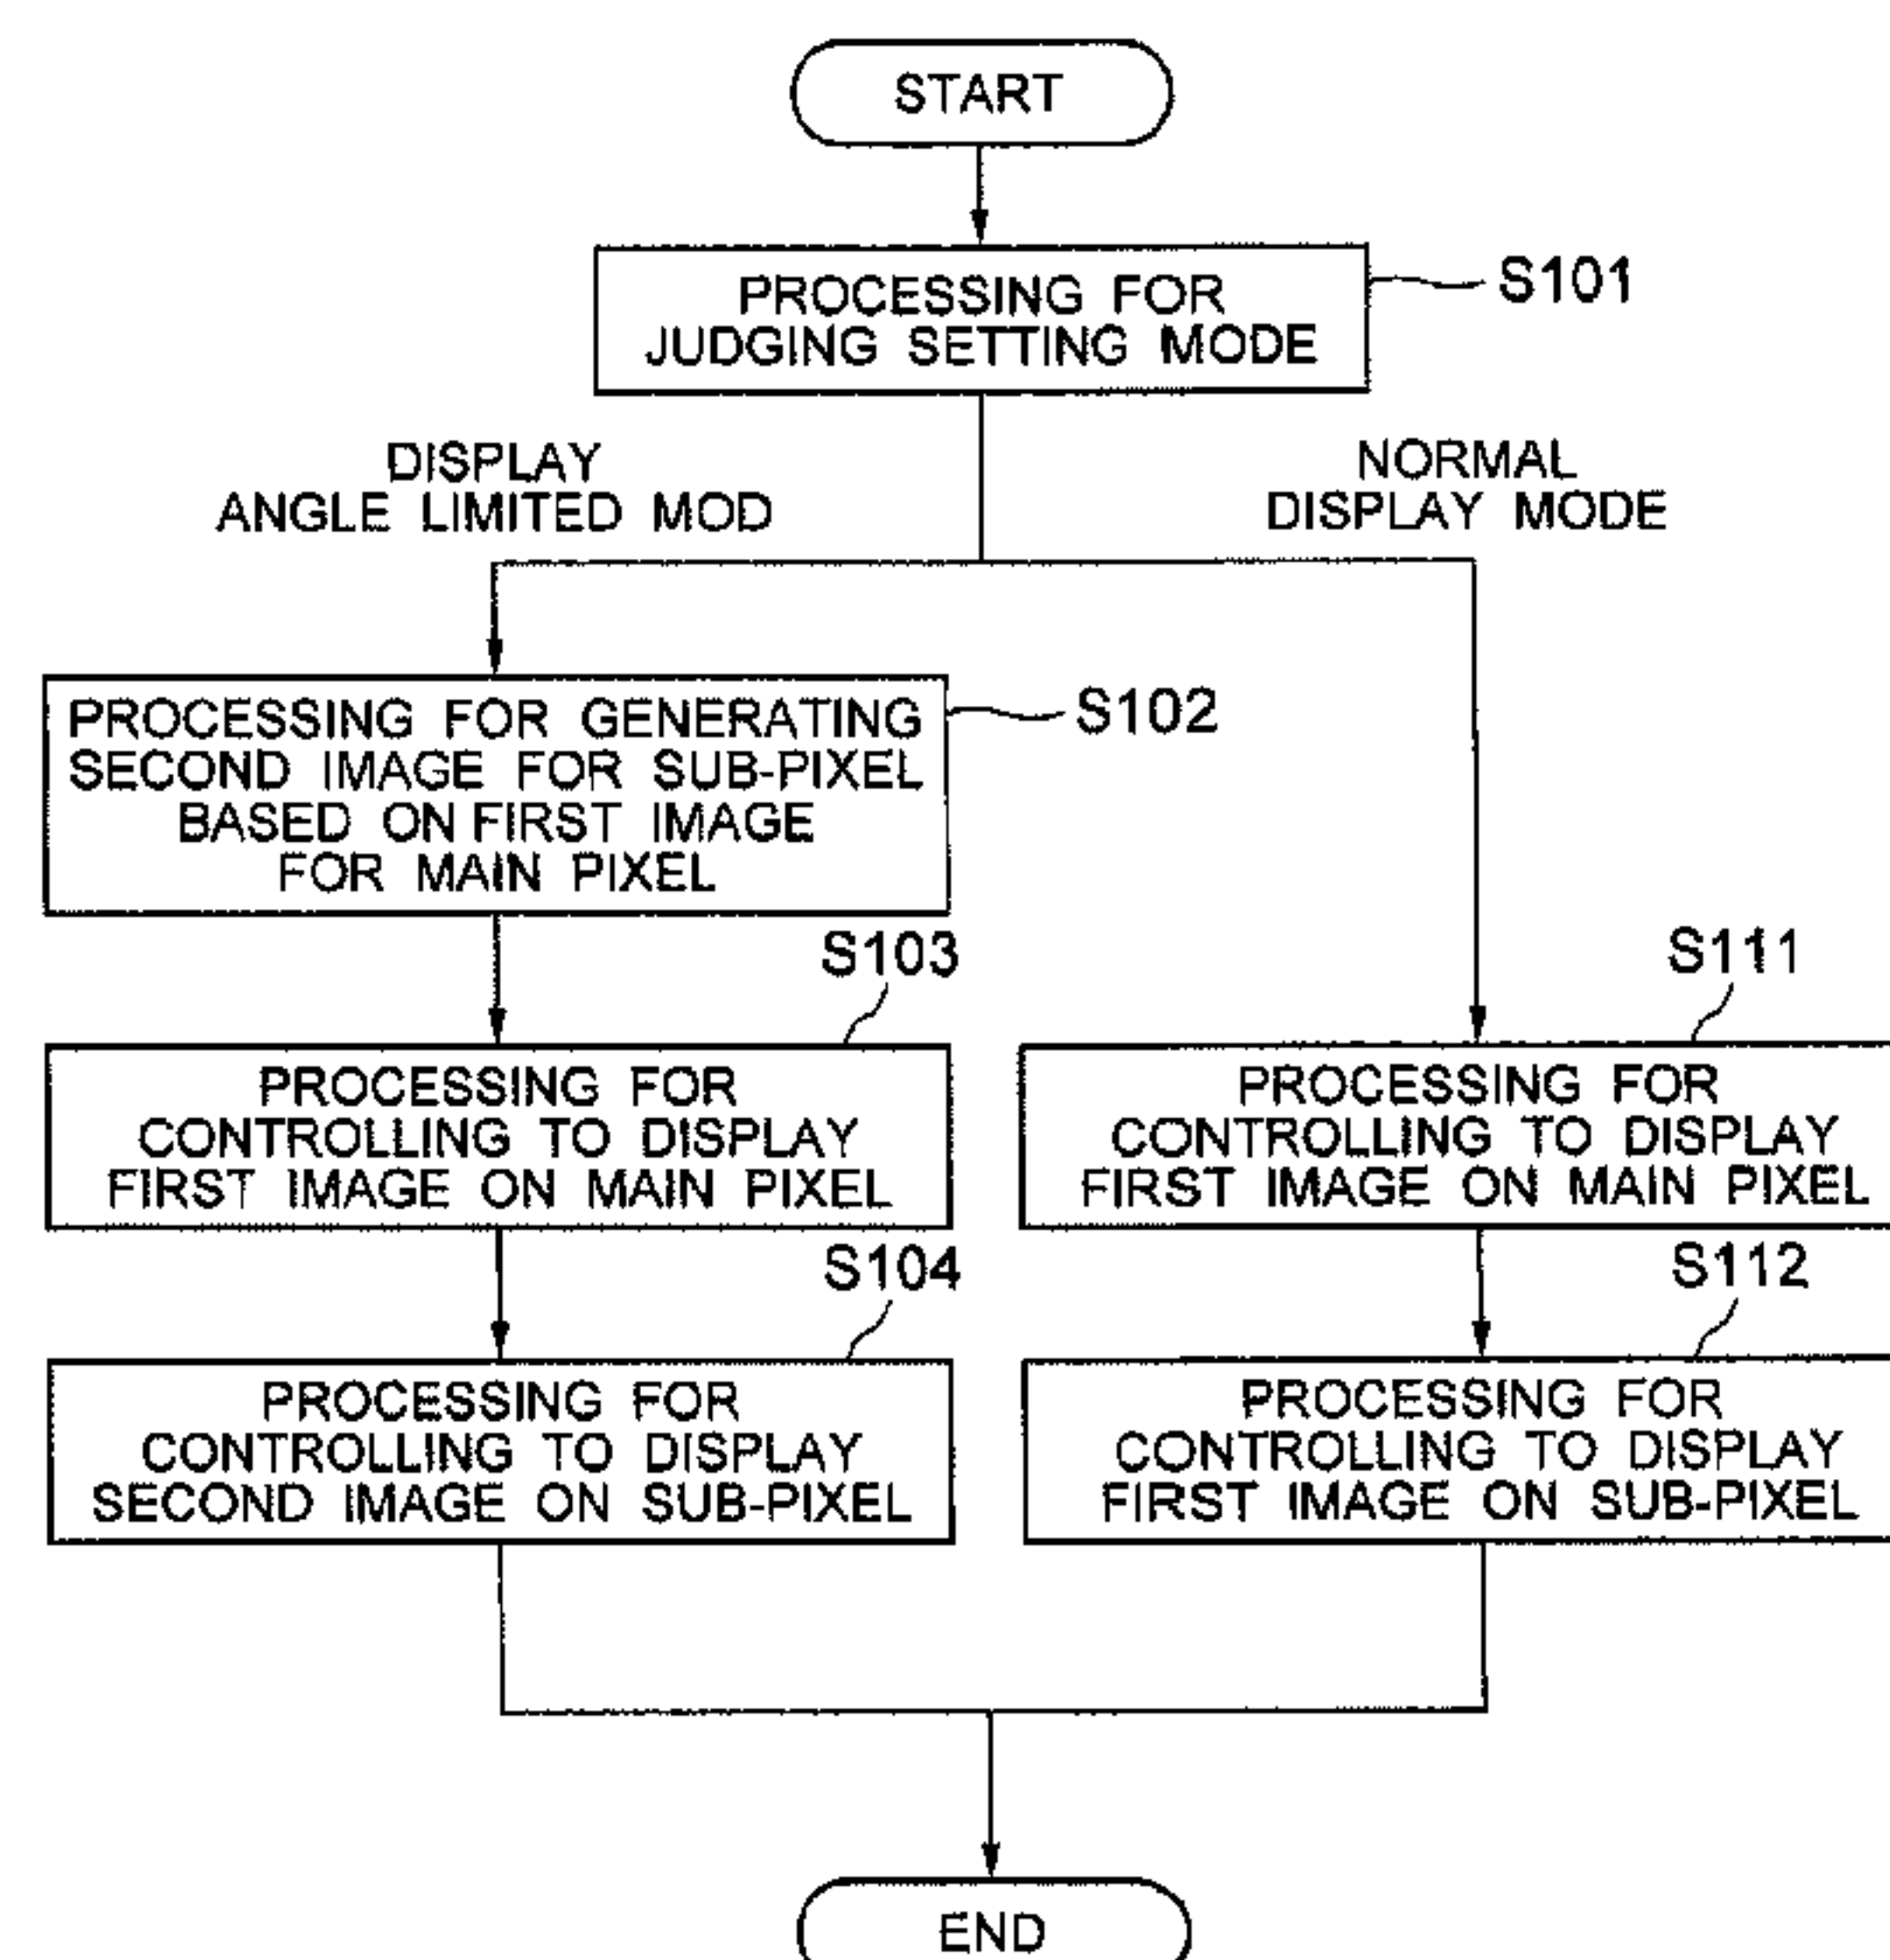 START
PROCESSING FOR
JUDGING SETTING MODE
S101
DISPLAY
ANGLE LIMITED MOD
NORMAL
DISPLAY MODE
PROCESSING FOR GENERATING
SECOND IMAGE FOR SUB-PIXEL
BASED ON FIRST IMAGE
FOR MAIN PIXEL
S102
S103
PROCESSING FOR
CONTROLLING TO DISPLAY
FIRST IMAGE ON MAIN PIXEL
S111
PROCESSING FOR
CONTROLLING TO DISPLAY
FIRST IMAGE ON MAIN PIXEL
S104
PROCESSING FOR
CONTROLLING TO DISPLAY
SECOND IMAGE ON SUB-PIXEL
S112
PROCESSING FOR
CONTROLLING TO DISPLAY
FIRST IMAGE ON SUB-PIXEL
END